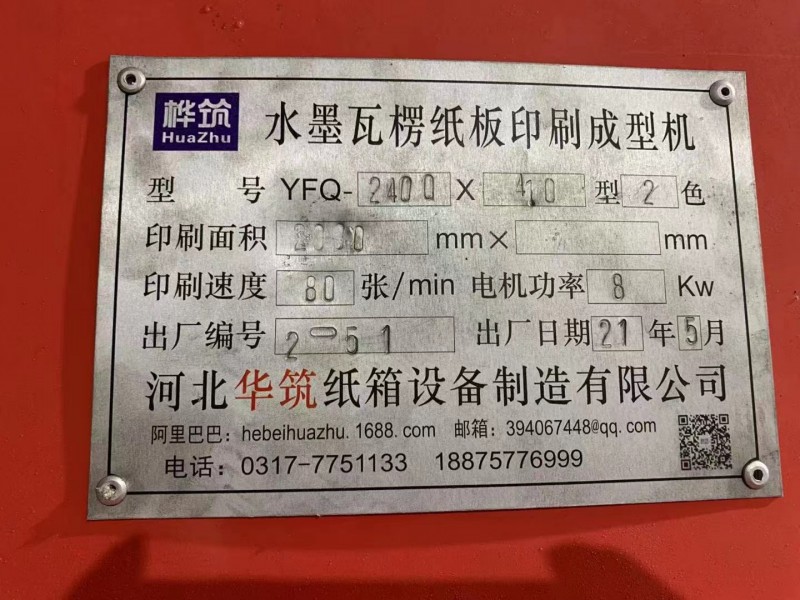 桦筑
HuaZhu
水墨瓦楞纸板印刷成型机
型 号 YFQ-2400X 410 型 2 色
印刷面积 2000 mm× mm
印刷速度 80 张/min 电机功率 8 Kw
出厂编号 2-51 出厂日期 21 年 5 月
河北华筑纸箱设备制造有限公司
阿里巴巴：hebeihuazhu.1688.com 邮箱：394067448@qq.com
电话：0317-7751133 18875776999